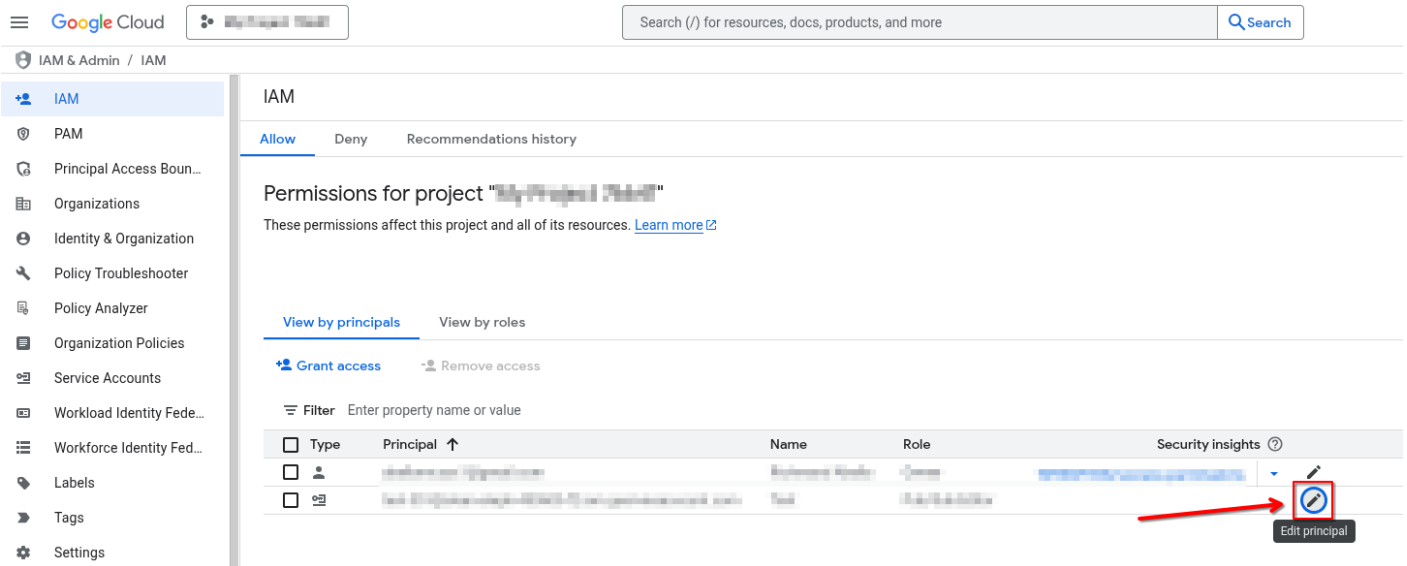 Google Cloud
Search (/) for resources, docs, products, and more
Search
IAM & Admin / IAM
IAM
PAM
Principal Access Boun...
Organizations
Identity & Organization
Policy Troubleshooter
Policy Analyzer
Organization Policies
Service Accounts
Workload Identity Fede...
Workforce Identity Fed...
Labels
Tags
Settings
IAM
Allow Deny Recommendations history
Permissions for project " "
These permissions affect this project and all of its resources. Learn more
View by principals View by roles
Grant access Remove access
Filter Enter property name or value
Type Principal Name Role Security insights
Edit principal